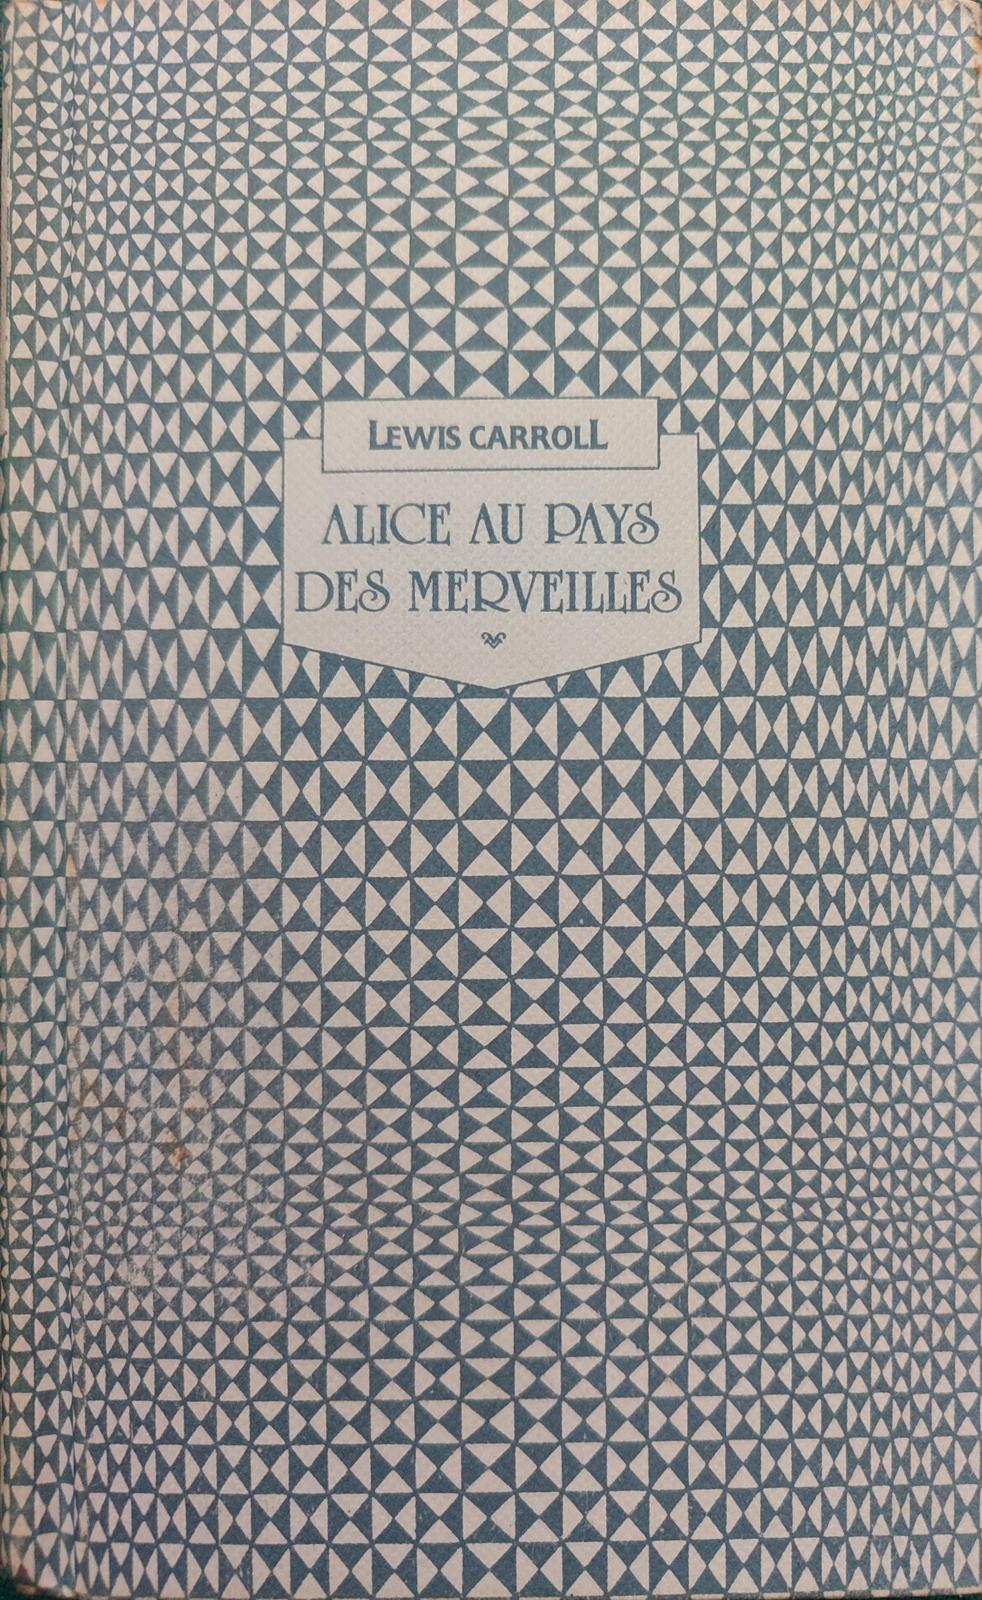 LEWIS CARROLL
ALICE AU PAYS
DES MERVEILLES